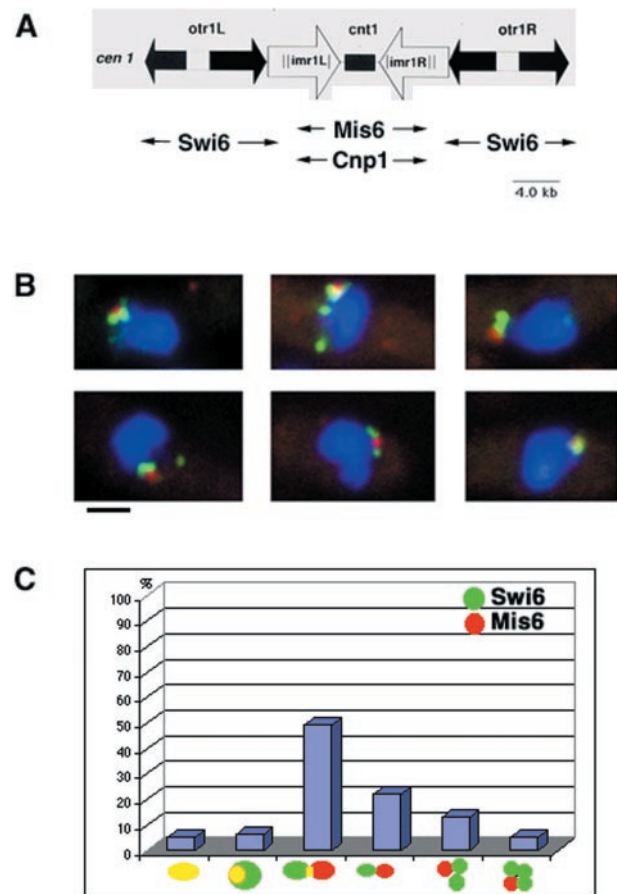 A
otr1L cnt1 otr1R
cen 1 imr1L imr1R
Mis6
Swi6 Swi6
Cnp1
4.0 kb
B
C
%
100
90
80
70
60
50
40
30
20
10
0
Swi6
Mis6